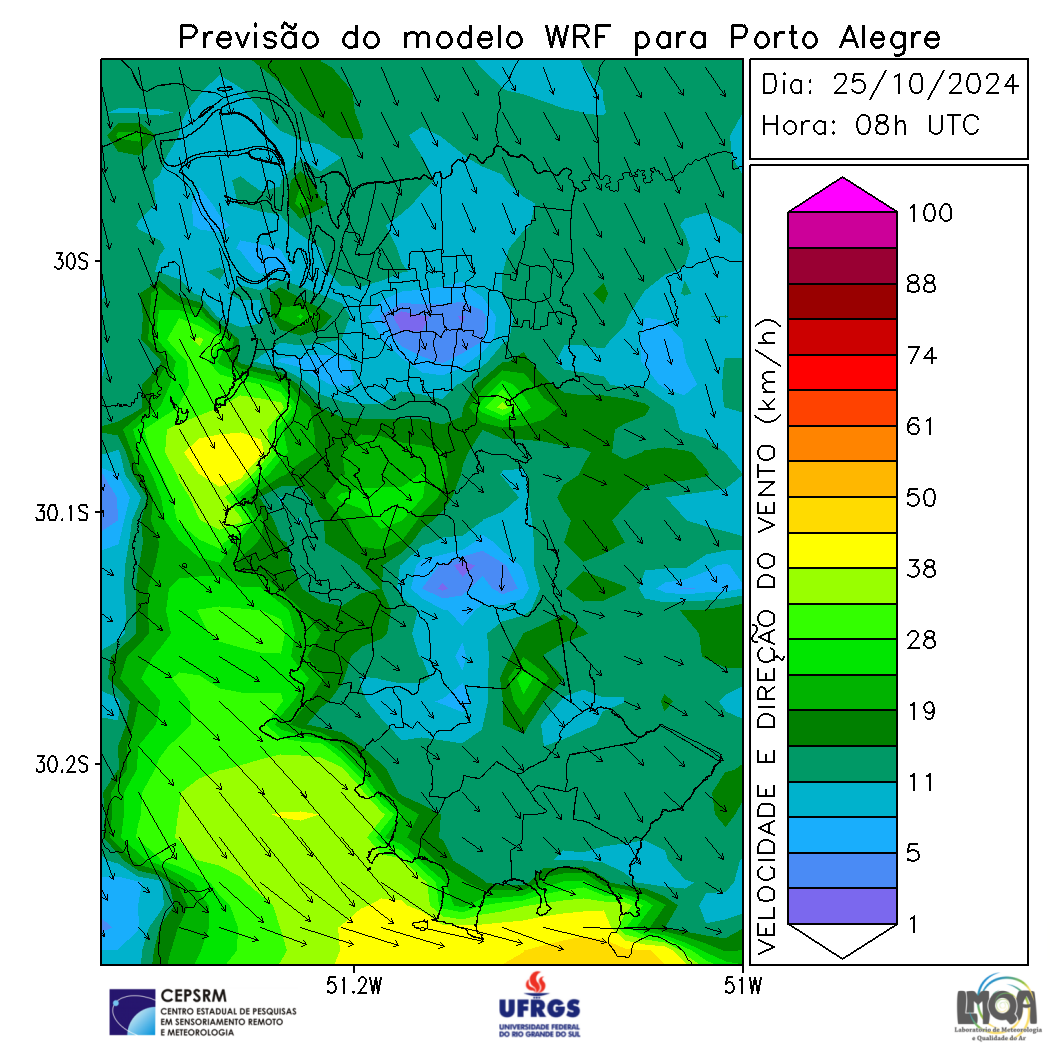 Previsão do modelo WRF para Porto Alegre
Dia: 25/10/2024
Hora: 08h UTC
30S
30.1S
30.2S
51.2W
51W
VELOCIDADE E DIREÇÃO DO VENTO (km/h)
100
88
74
61
50
38
28
19
11
5
1
CEPSRM
CENTRO ESTADUAL DE PESQUISAS
EM SENSORIAMENTO REMOTO
E METEOROLOGIA
UFRGS
UNIVERSIDADE FEDERAL
DO RIO GRANDE DO SUL
LMQA
Laboratório de Meteorologia
e Qualidade do Ar